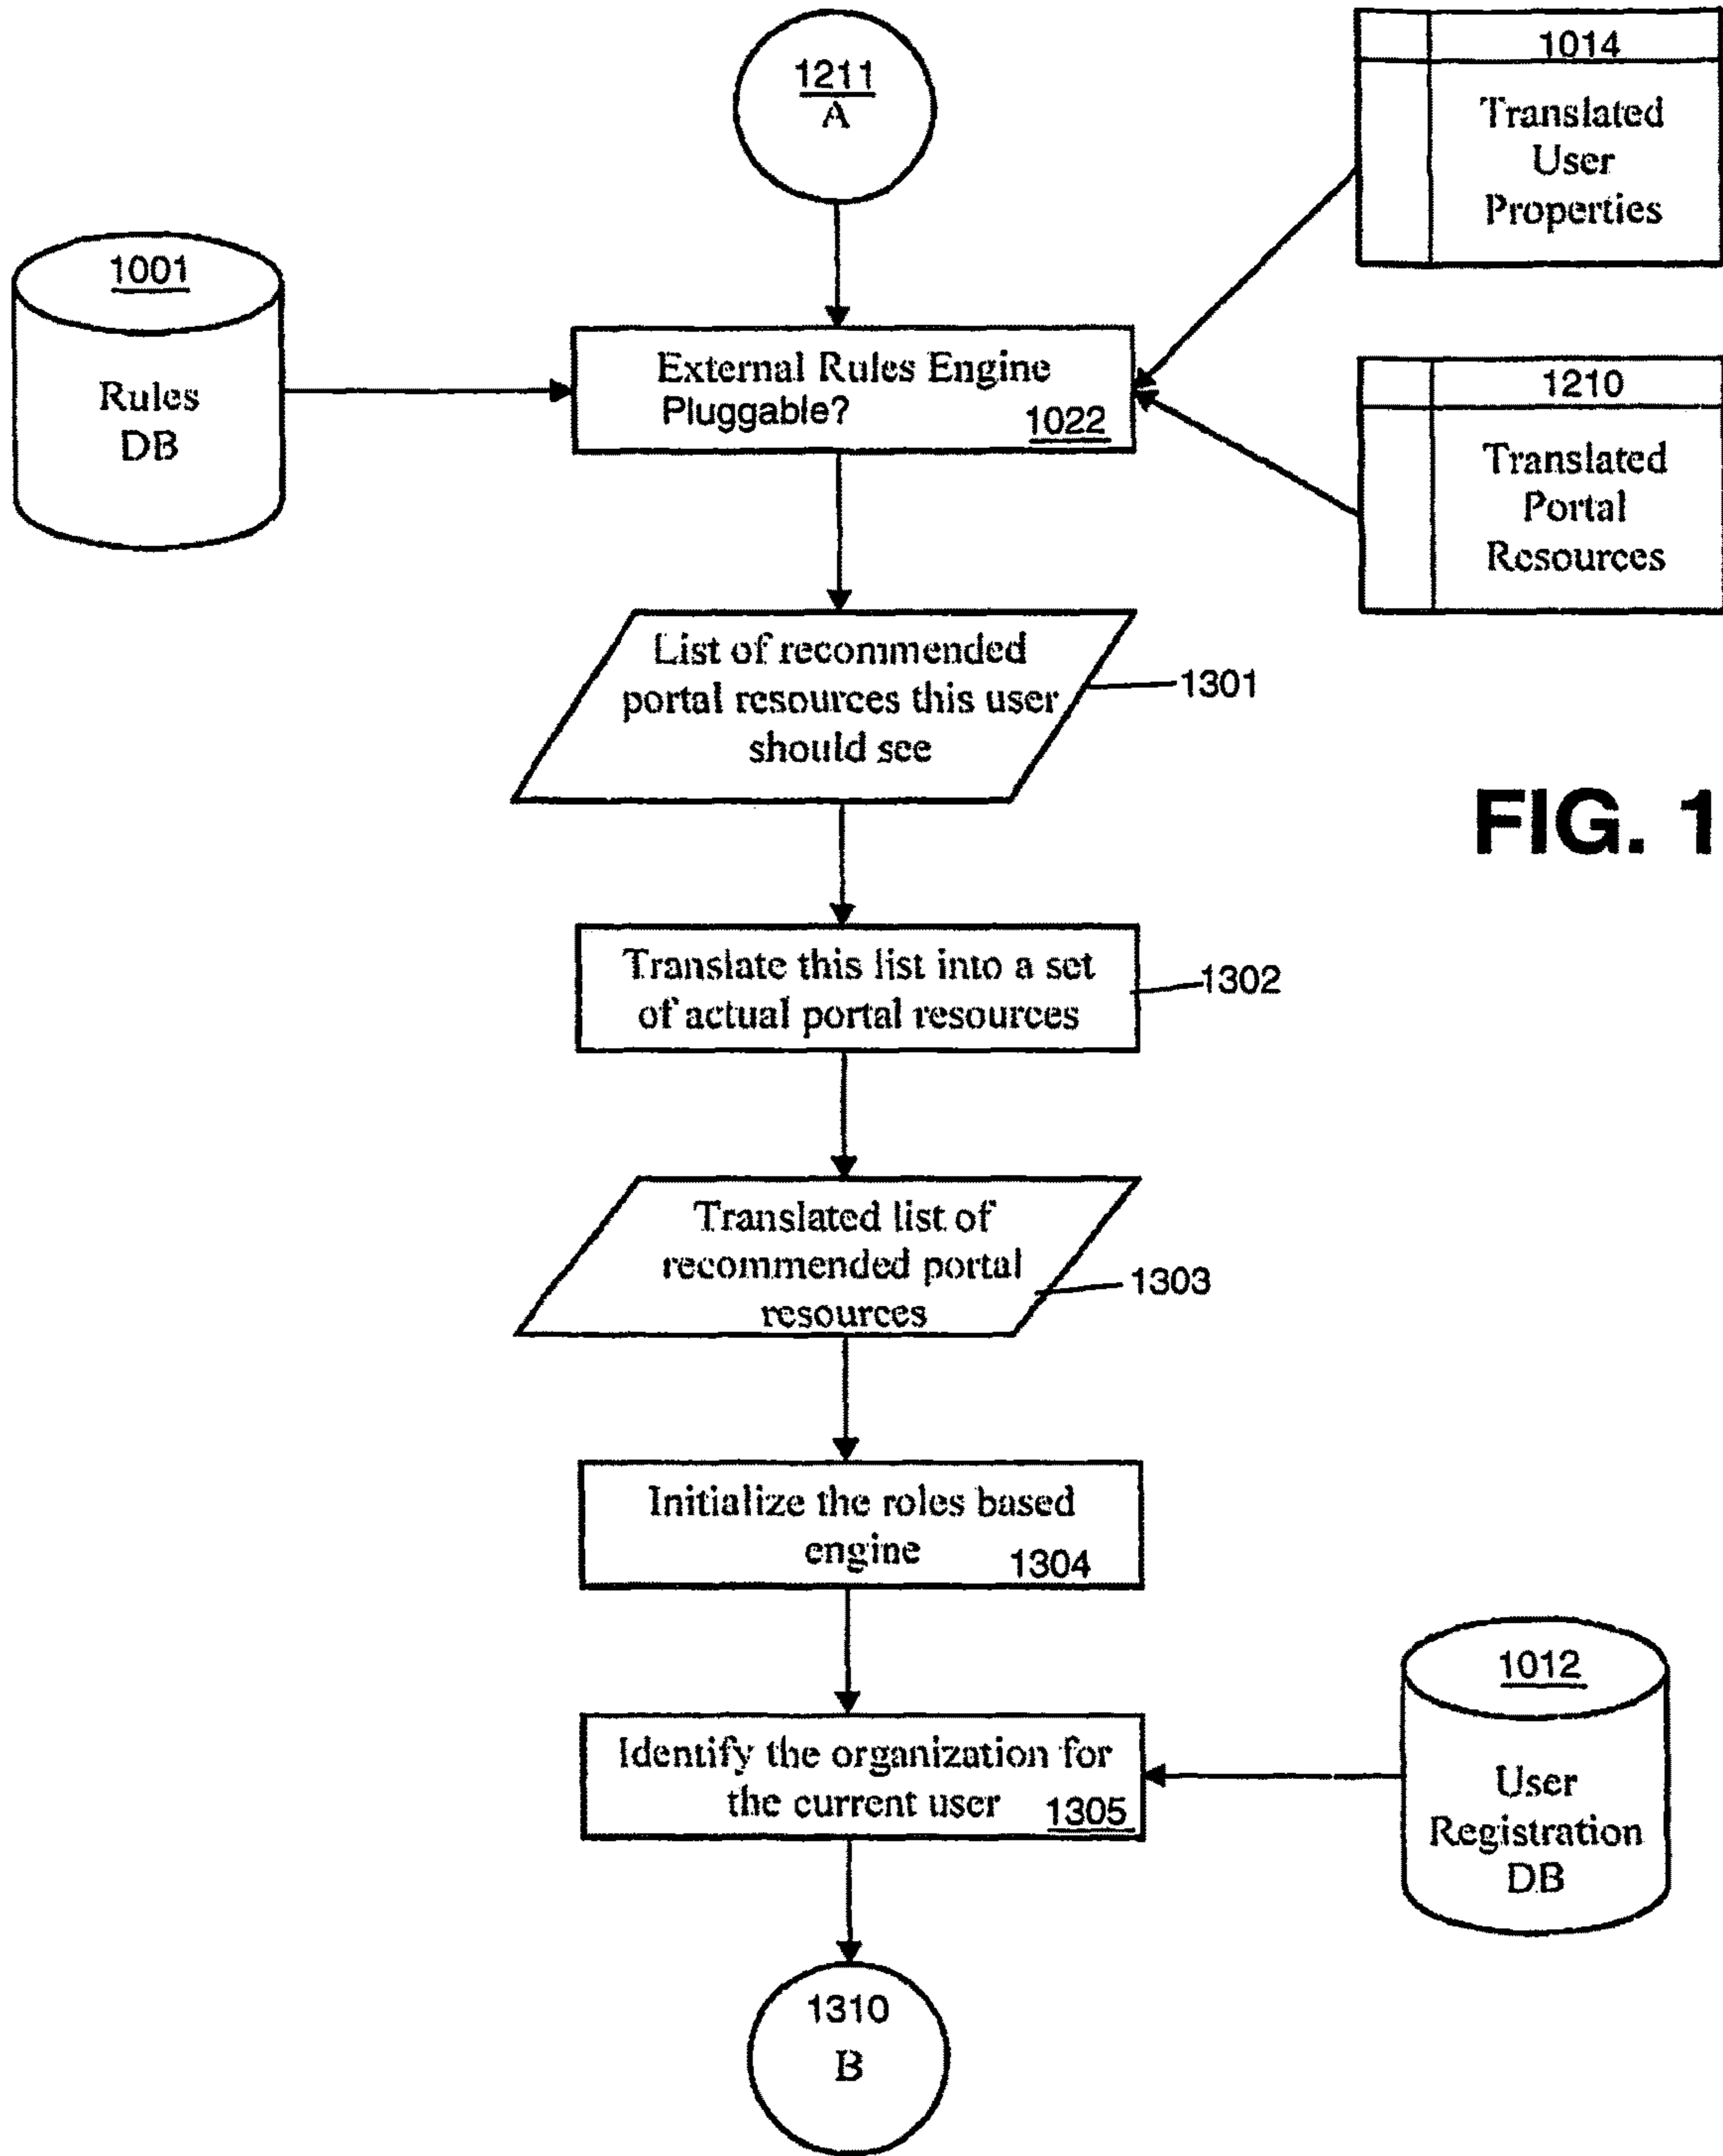 1211
A
1014
Translated
User
Properties
1001
Rules
DB
External Rules Engine
Pluggable?
1022
1210
Translated
Portal
Resources
List of recommended
portal resources this user
should see
1301
FIG. 1
Translate this list into a set
of actual portal resources
1302
Translated list of
recommended portal
resources
1303
Initialize the roles based
engine
1304
Identify the organization for
the current user
1305
1012
User
Registration
DB
1310
B